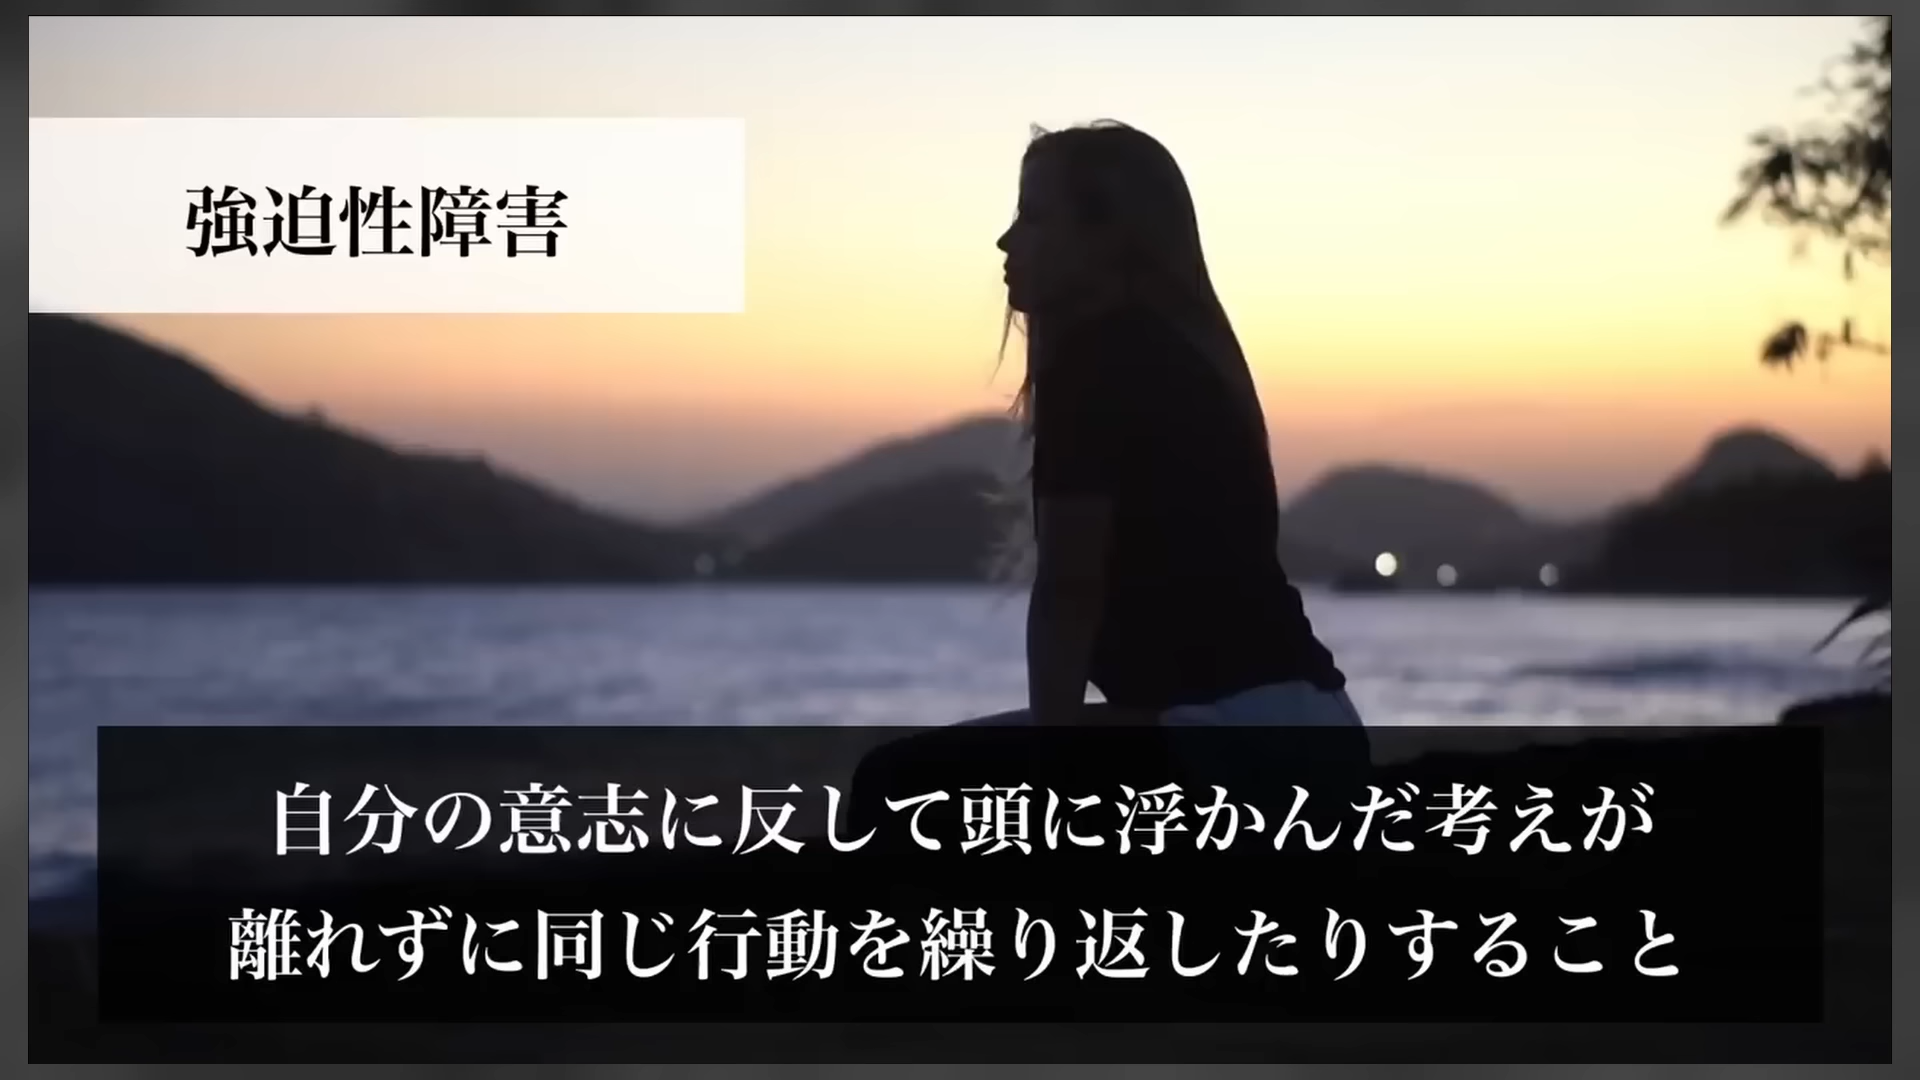 強迫性障害
自分の意志に反して頭に浮かんだ考えが
離れずに同じ行動を繰り返したりすること